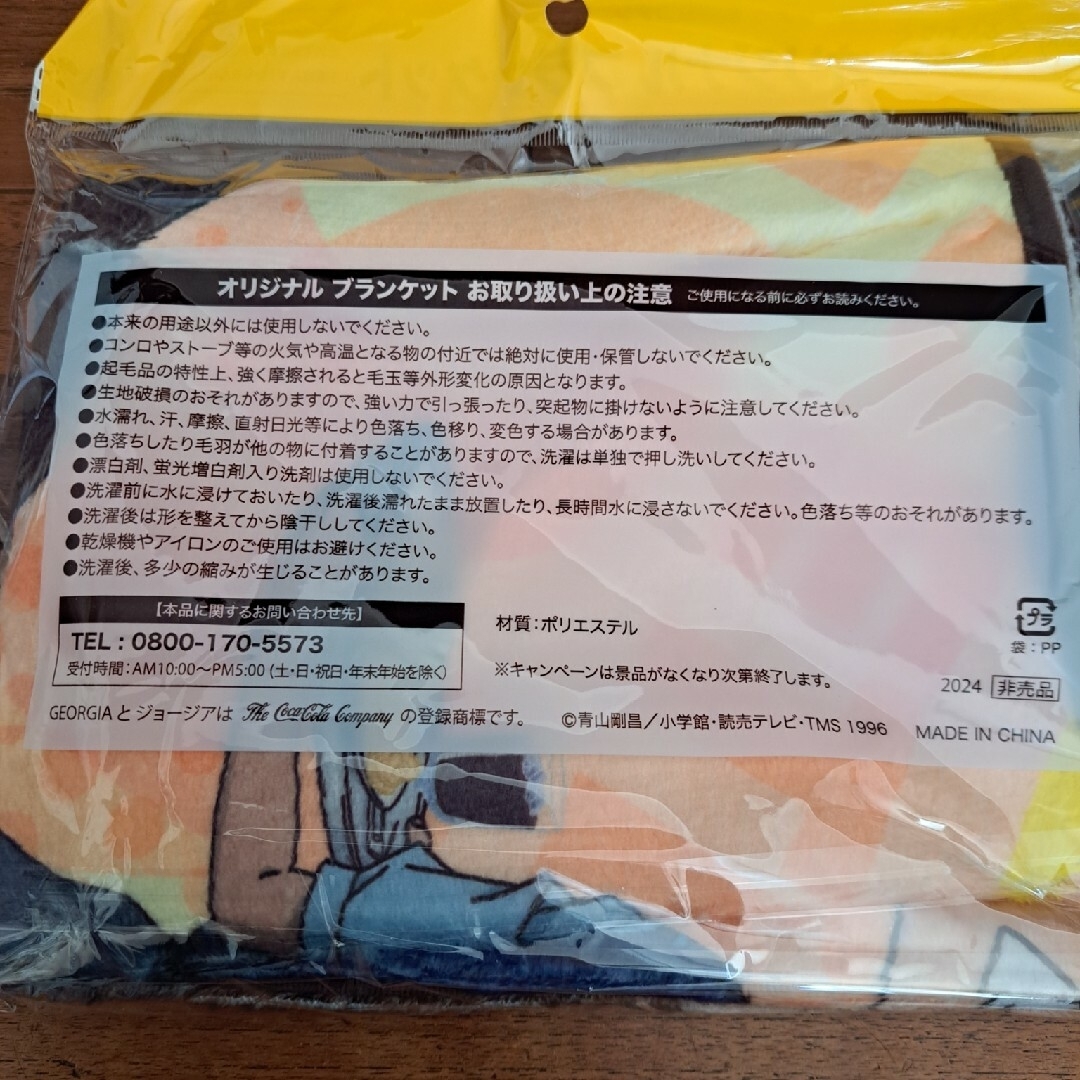 オリジナル ブランケット お取り扱い上の注意 ご使用になる前に必ずお読みください。
●本来の用途以外には使用しないでください。
●コンロやストーブ等の火気や高温となる物の付近では絶対に使用・保管しないでください。
●起毛品の特性上、強く摩擦されると毛玉等外形変化の原因となります。
●生地破損のおそれがありますので、強い力で引っ張ったり、突起物に掛けないように注意してください。
●水濡れ、汗、摩擦、直射日光等により色落ち、色移り、変色する場合があります。
●色落ちしたり毛羽が他の物に付着することがありますので、洗濯は単独で押し洗いしてください。
●漂白剤、蛍光増白剤入り洗剤は使用しないでください。
●洗濯前に水に浸けておいたり、洗濯後濡れたまま放置したり、長時間水に浸さないでください。色落ち等のおそれがあります。
●洗濯後は形を整えてから陰干ししてください。
●乾燥機やアイロンのご使用はお避けください。
●洗濯後、多少の縮みが生じることがあります。
【本品に関するお問い合わせ先】
TEL：0800-170-5573
受付時間：AM10:00〜PM5:00（土・日・祝日・年末年始を除く）
材質：ポリエステル
※キャンペーンは景品がなくなり次第終了します。
プラ
袋：PP
2024 非売品
GEORGIAと ジョージアは The Coca-Cola Company の登録商標です。
©青山剛昌／小学館・読売テレビ・TMS 1996
MADE IN CHINA